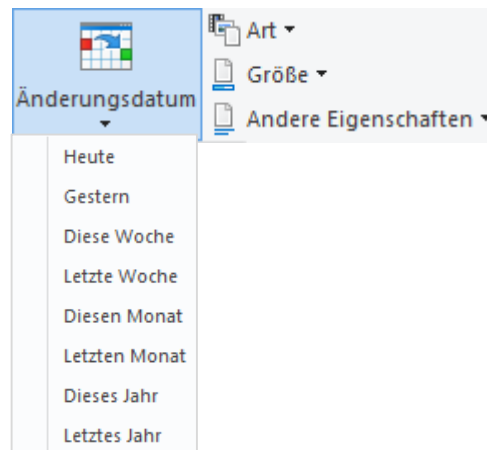 Änderungsdatum
Art
Größe
Andere Eigenschaften
Heute
Gestern
Diese Woche
Letzte Woche
Diesen Monat
Letzten Monat
Dieses Jahr
Letztes Jahr